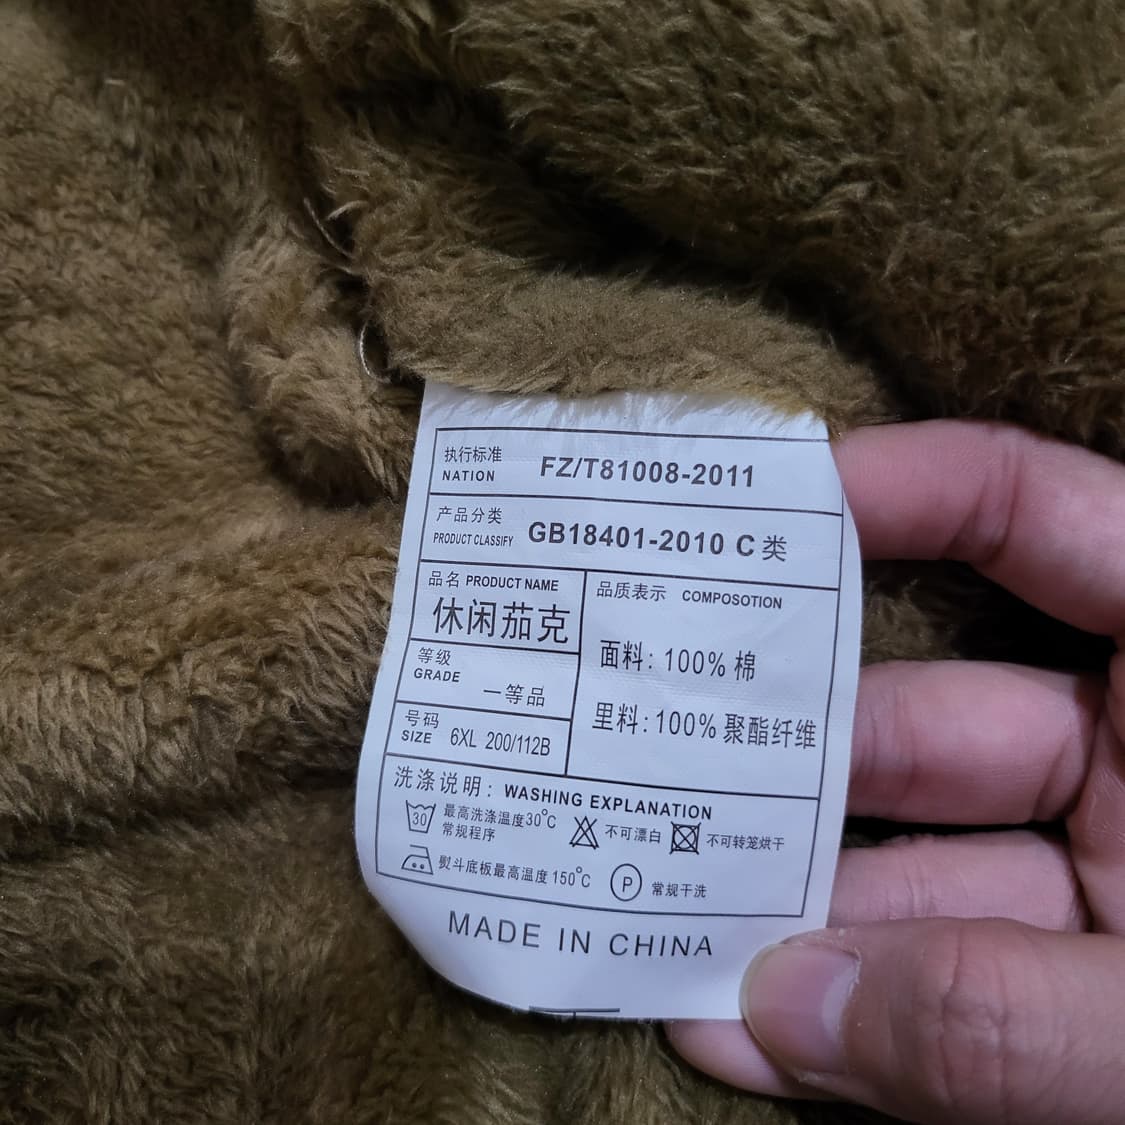 执行标准
NATION
FZ/T81008-2011
产品分类
PRODUCT CLASSIFY
GB18401-2010 C类
品名 PRODUCT NAME
休闲茄克
品质表示 COMPOSOTION
面料: 100% 棉
里料: 100% 聚酯纤维
等级
GRADE
一等品
号码
SIZE
6XL 200/112B
洗涤说明: WASHING EXPLANATION
30
最高洗涤温度30°C
常规程序
不可漂白
不可转笼烘干
熨斗底板最高温度150°C
P
常规干洗
MADE IN CHINA